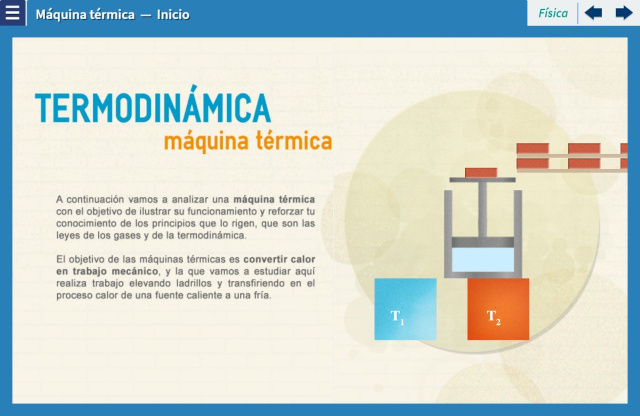 Máquina térmica — Inicio
Física
TERMODINÁMICA
máquina térmica
A continuación vamos a analizar una máquina térmica
con el objetivo de ilustrar su funcionamiento y reforzar tu
conocimiento de los principios que lo rigen, que son las
leyes de los gases y de la termodinámica.
El objetivo de las máquinas térmicas es convertir calor
en trabajo mecánico, y la que vamos a estudiar aquí
realiza trabajo elevando ladrillos y transfiriendo en el
proceso calor de una fuente caliente a una fría.
T1 T2